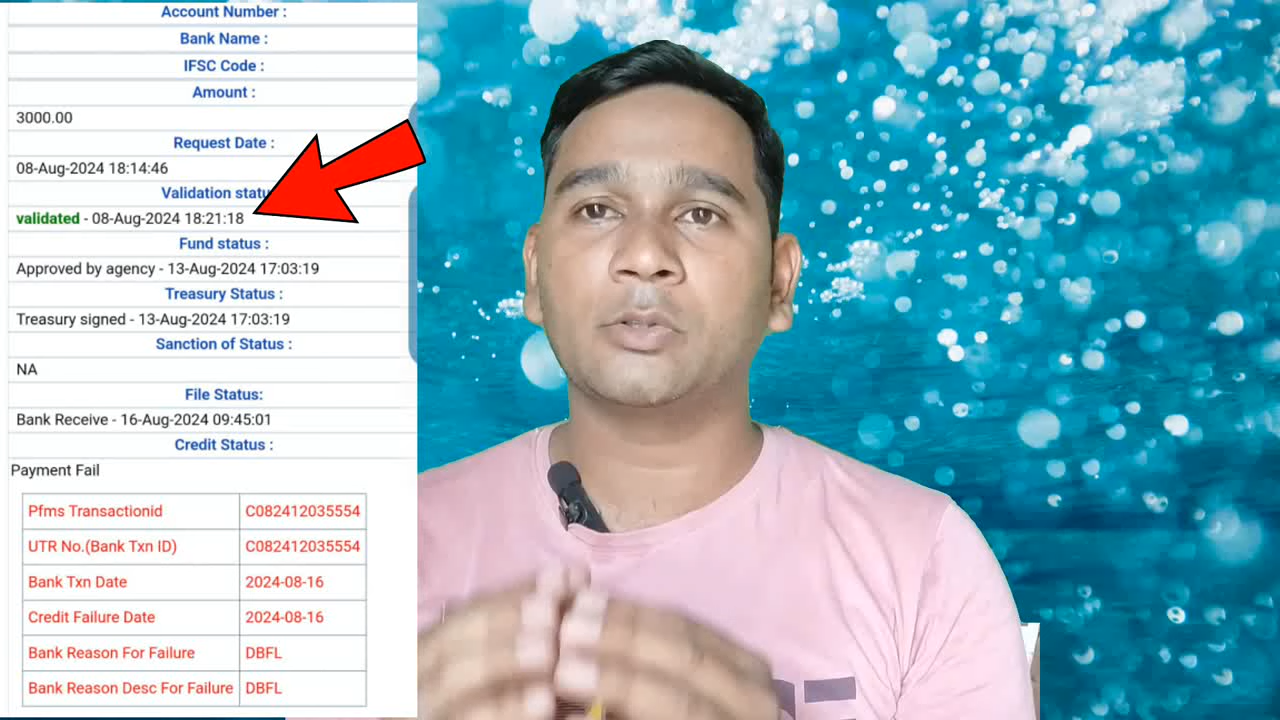 Account Number :
Bank Name :
IFSC Code :
Amount :
3000.00
Request Date :
08-Aug-2024 18:14:46
Validation statu
validated - 08-Aug-2024 18:21:18
Fund status :
Approved by agency - 13-Aug-2024 17:03:19
Treasury Status :
Treasury signed - 13-Aug-2024 17:03:19
Sanction of Status :
NA
File Status:
Bank Receive - 16-Aug-2024 09:45:01
Credit Status :
Payment Fail
Pfms Transactionid C082412035554
UTR No.(Bank Txn ID) C082412035554
Bank Txn Date 2024-08-16
Credit Failure Date 2024-08-16
Bank Reason For Failure DBFL
Bank Reason Desc For Failure DBFL